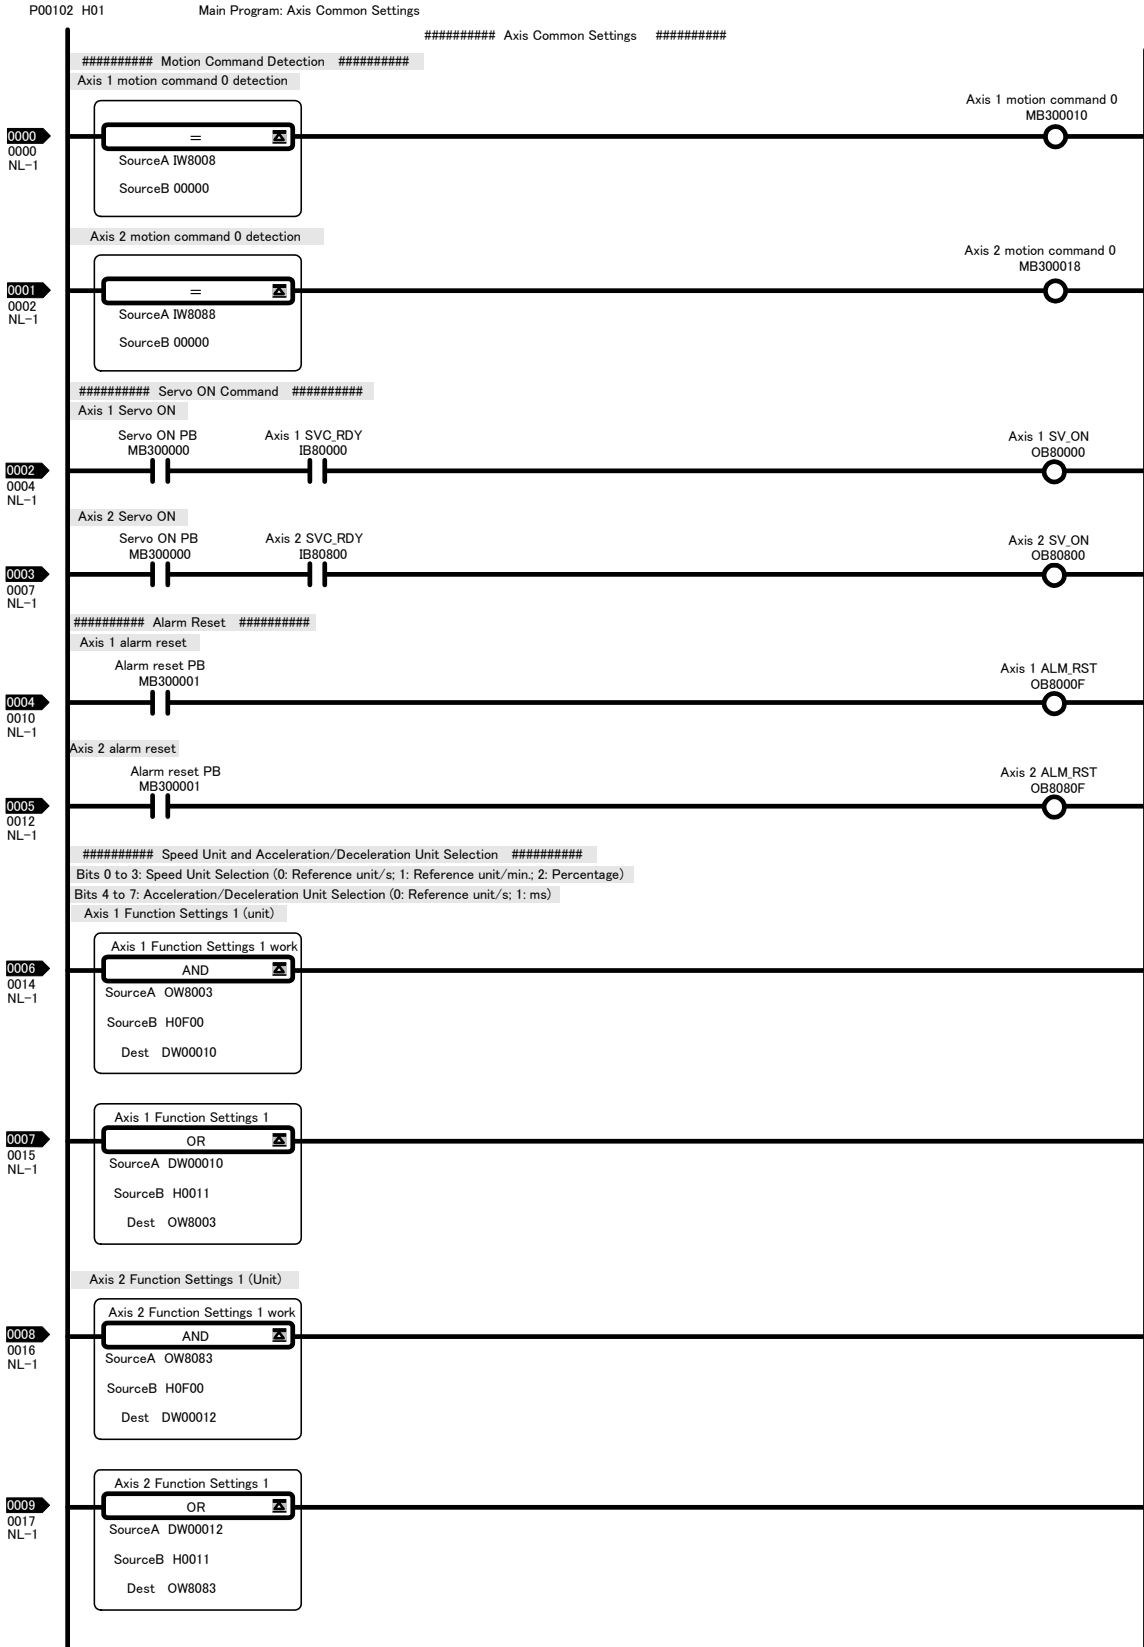 P00102 H01 Main Program: Axis Common Settings
########## Axis Common Settings ##########
########## Motion Command Detection ##########
Axis 1 motion command 0 detection
Axis 1 motion command 0
MB300010
0000
0000
NL-1
=
SourceA IW8008
SourceB 00000
Axis 2 motion command 0 detection
Axis 2 motion command 0
MB300018
0001
0002
NL-1
=
SourceA IW8088
SourceB 00000
########## Servo ON Command ##########
Axis 1 Servo ON
Servo ON PB Axis 1 SVC_RDY Axis 1 SV_ON
MB300000 IB80000 OB80000
0002
0004
NL-1
Axis 2 Servo ON
Servo ON PB Axis 2 SVC_RDY Axis 2 SV_ON
MB300000 IB80800 OB80800
0003
0007
NL-1
########## Alarm Reset ##########
Axis 1 alarm reset
Alarm reset PB Axis 1 ALM_RST
MB300001 OB8000F
0004
0010
NL-1
Axis 2 alarm reset
Alarm reset PB Axis 2 ALM_RST
MB300001 OB8080F
0005
0012
NL-1
########## Speed Unit and Acceleration/Deceleration Unit Selection ##########
Bits 0 to 3: Speed Unit Selection (0: Reference unit/s; 1: Reference unit/min.; 2: Percentage)
Bits 4 to 7: Acceleration/Deceleration Unit Selection (0: Reference unit/s; 1: ms)
Axis 1 Function Settings 1 (unit)
Axis 1 Function Settings 1 work
0006
0014
NL-1
AND
SourceA OW8003
SourceB H0F00
Dest DW00010
Axis 1 Function Settings 1
0007
0015
NL-1
OR
SourceA DW00010
SourceB H0011
Dest OW8003
Axis 2 Function Settings 1 (Unit)
Axis 2 Function Settings 1 work
0008
0016
NL-1
AND
SourceA OW8083
SourceB H0F00
Dest DW00012
Axis 2 Function Settings 1
0009
0017
NL-1
OR
SourceA DW00012
SourceB H0011
Dest OW8083